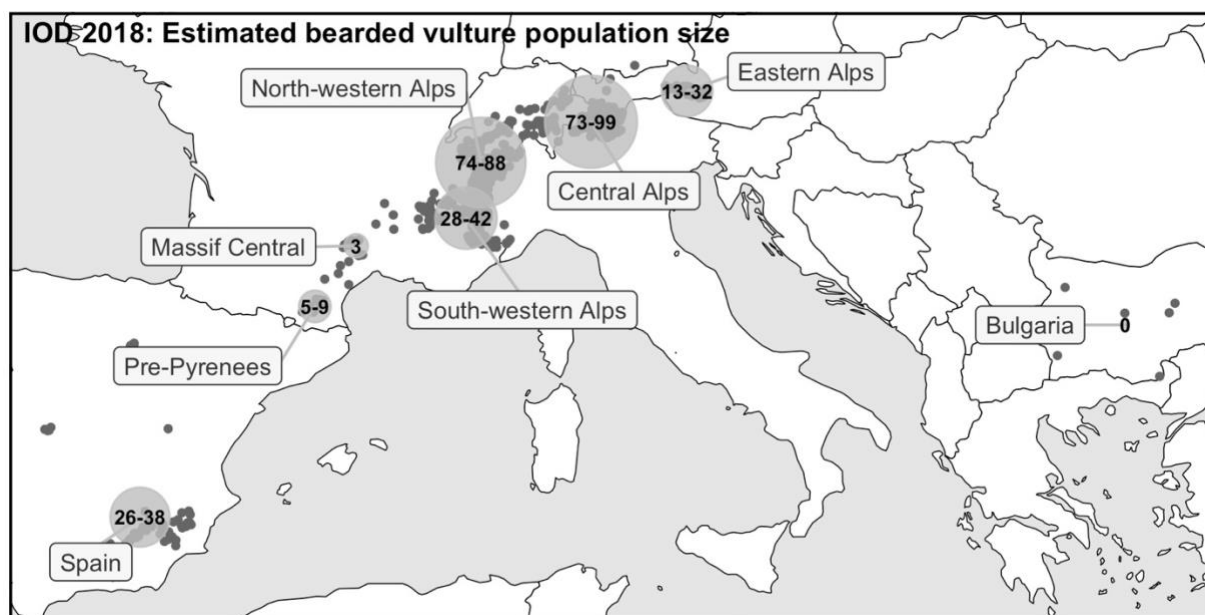 IOD 2018: Estimated bearded vulture population size
North-western Alps
Eastern Alps
13-32
73-99
74-88
Central Alps
28-42
Massif Central
3
5-9
South-western Alps
Bulgaria
0
Pre-Pyrenees
26-38
Spain